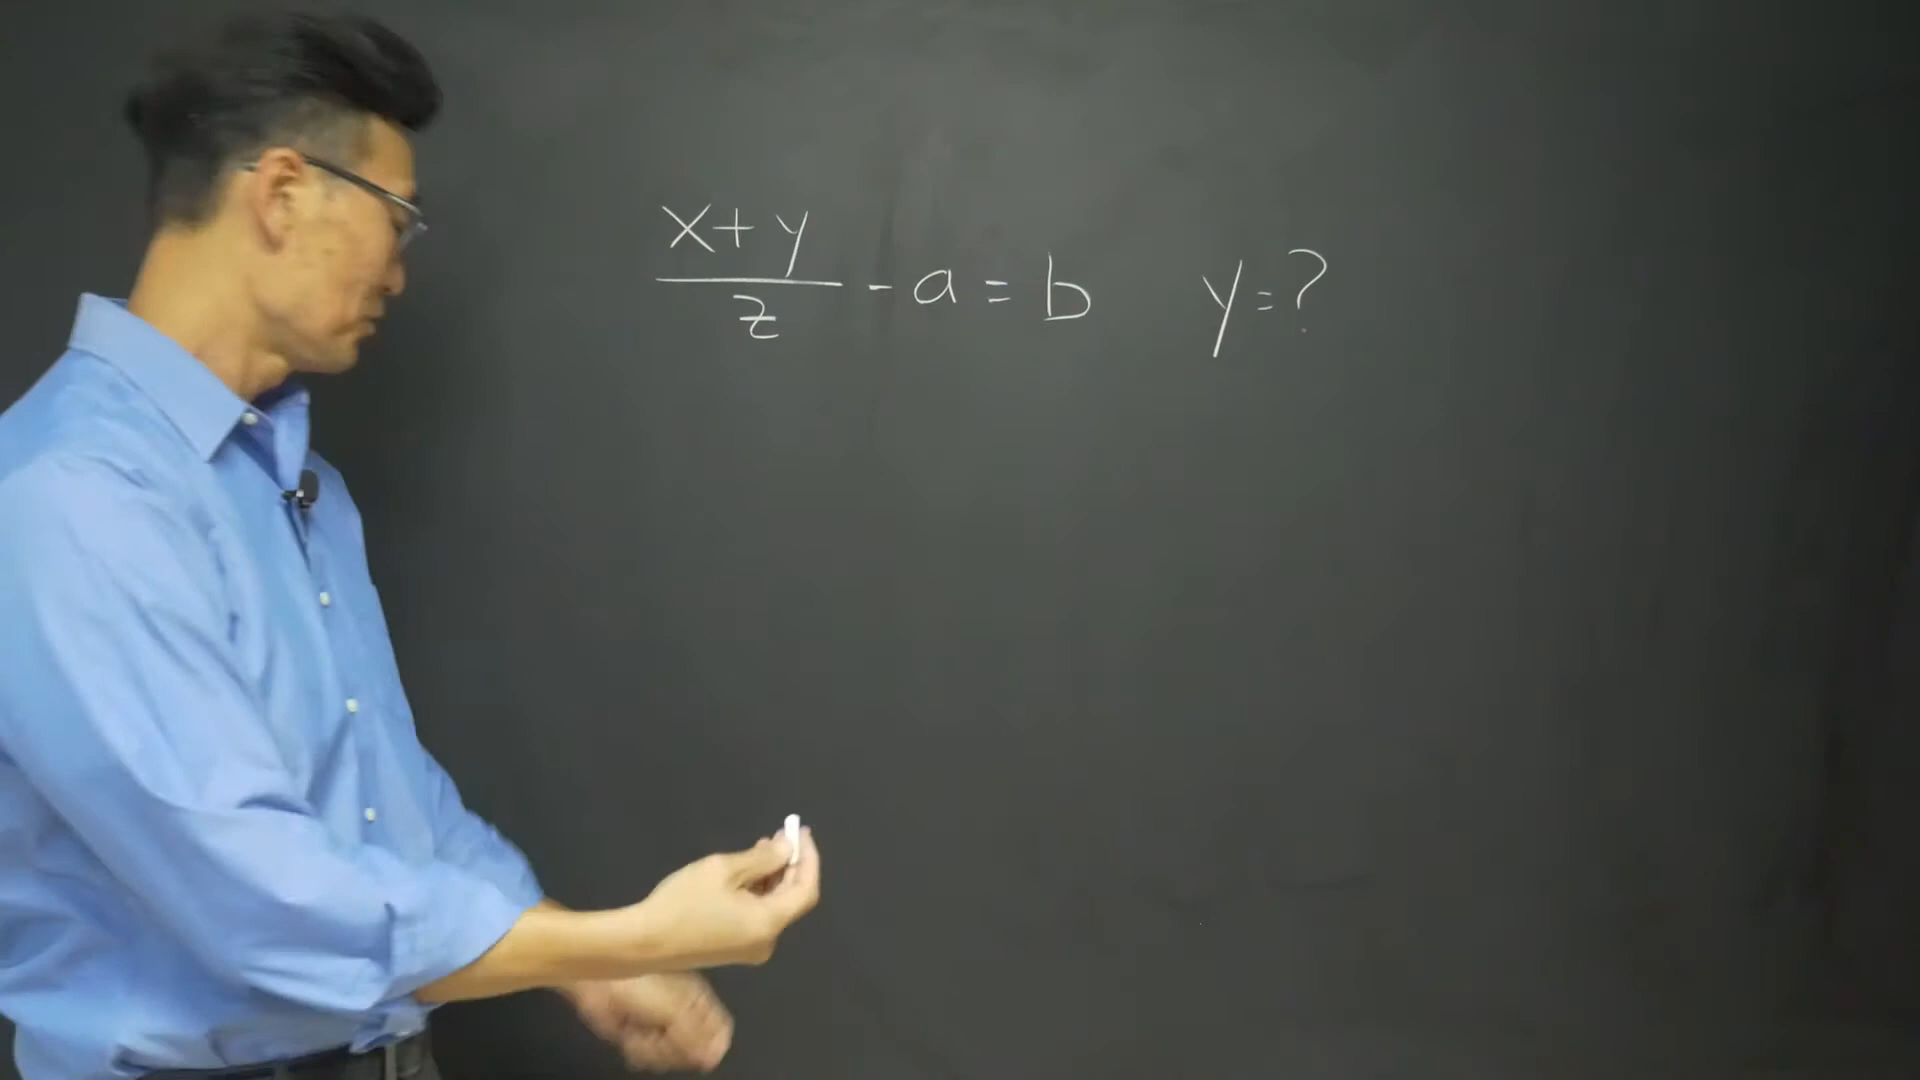 x+y
z
- a = b    y = ?